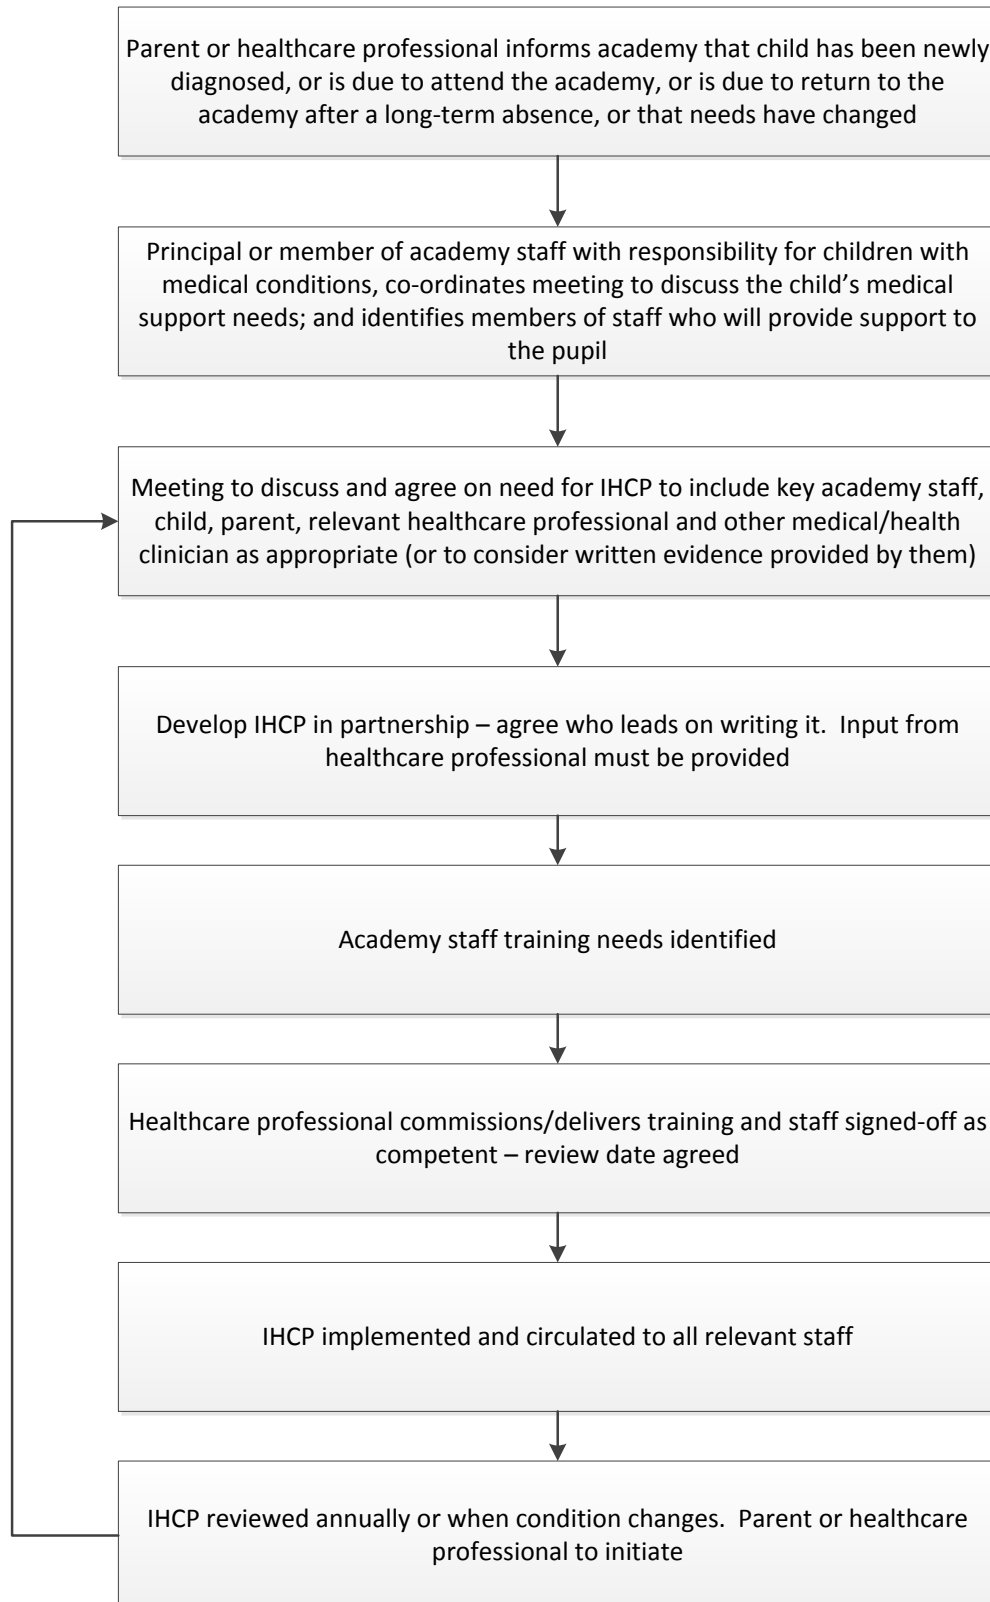 Parent or healthcare professional informs academy that child has been newly
diagnosed, or is due to attend the academy, or is due to return to the
academy after a long-term absence, or that needs have changed
Principal or member of academy staff with responsibility for children with
medical conditions, co-ordinates meeting to discuss the child’s medical
support needs; and identifies members of staff who will provide support to
the pupil
Meeting to discuss and agree on need for IHCP to include key academy staff,
child, parent, relevant healthcare professional and other medical/health
clinician as appropriate (or to consider written evidence provided by them)
Develop IHCP in partnership – agree who leads on writing it.  Input from
healthcare professional must be provided
Academy staff training needs identified
Healthcare professional commissions/delivers training and staff signed-off as
competent – review date agreed
IHCP implemented and circulated to all relevant staff
IHCP reviewed annually or when condition changes.  Parent or healthcare
professional to initiate